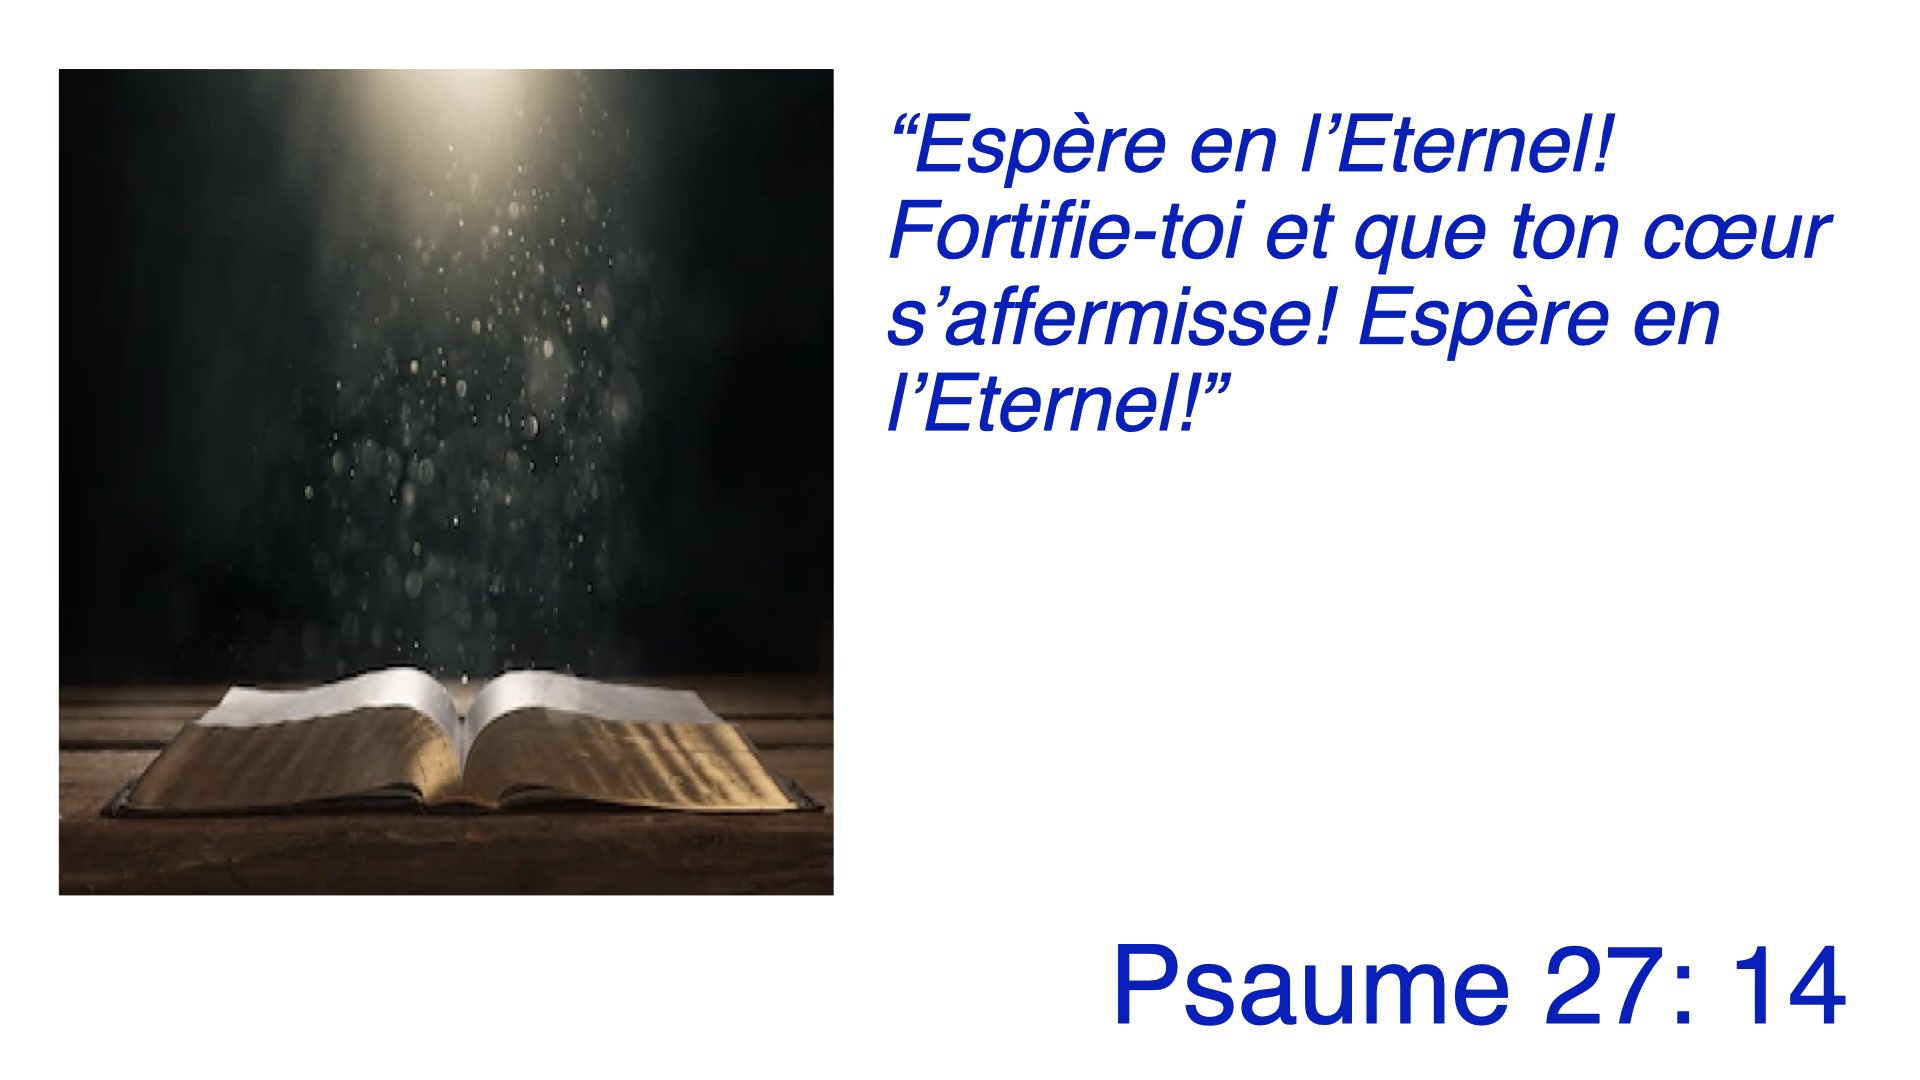 “Espère en l’Eternel!
Fortifie-toi et que ton cœur
s’affermisse! Espère en
l’Eternel!”
Psaume 27: 14